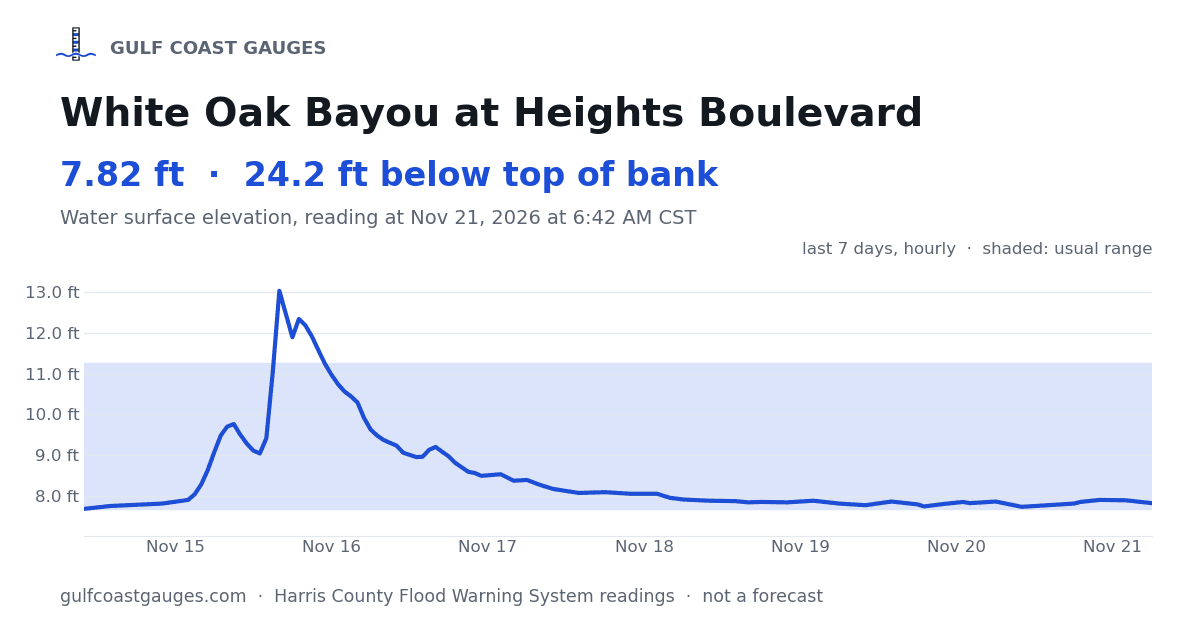 GULF COAST GAUGES
White Oak Bayou at Heights Boulevard
7.82 ft · 24.2 ft below top of bank
Water surface elevation, reading at Nov 21, 2026 at 6:42 AM CST
last 7 days, hourly · shaded: usual range
13.0 ft
12.0 ft
11.0 ft
10.0 ft
9.0 ft
8.0 ft
Nov 15 Nov 16 Nov 17 Nov 18 Nov 19 Nov 20 Nov 21
gulfcoastgauges.com · Harris County Flood Warning System readings · not a forecast